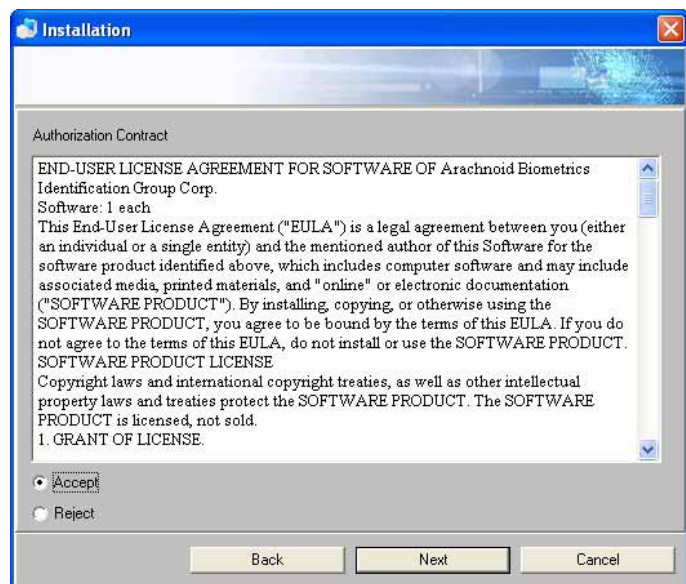 Installation
Authorization Contract
END-USER LICENSE AGREEMENT FOR SOFTWARE OF Arachnoid Biometrics
Identification Group Corp.
Software: 1 each
This End-User License Agreement ("EULA") is a legal agreement between you (either
an individual or a single entity) and the mentioned author of this Software for the
software product identified above, which includes computer software and may include
associated media, printed materials, and "online" or electronic documentation
("SOFTWARE PRODUCT"). By installing, copying, or otherwise using the
SOFTWARE PRODUCT, you agree to be bound by the terms of this EULA. If you do
not agree to the terms of this EULA, do not install or use the SOFTWARE PRODUCT.
SOFTWARE PRODUCT LICENSE
Copyright laws and international copyright treaties, as well as other intellectual
property laws and treaties protect the SOFTWARE PRODUCT. The SOFTWARE
PRODUCT is licensed, not sold.
1. GRANT OF LICENSE.
Accept
Reject
Back
Next
Cancel